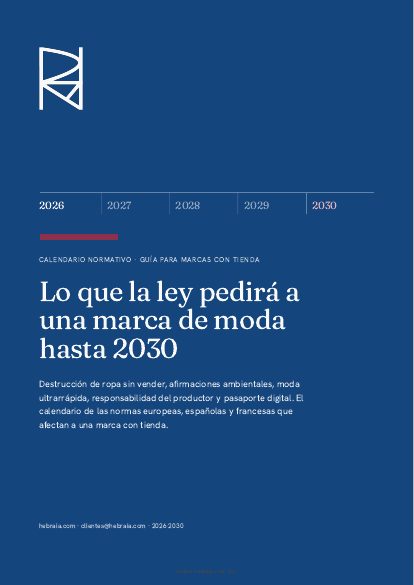 2026 2027 2028 2029 2030
CALENDARIO NORMATIVO · GUÍA PARA MARCAS CON TIENDA
Lo que la ley pedirá a
una marca de moda
hasta 2030
Destrucción de ropa sin vender, afirmaciones ambientales, moda
ultrarrápida, responsabilidad del productor y pasaporte digital. El
calendario de las normas europeas, españolas y francesas que
afectan a una marca con tienda.
hebraia.com · clientes@hebraia.com · 2026 2030